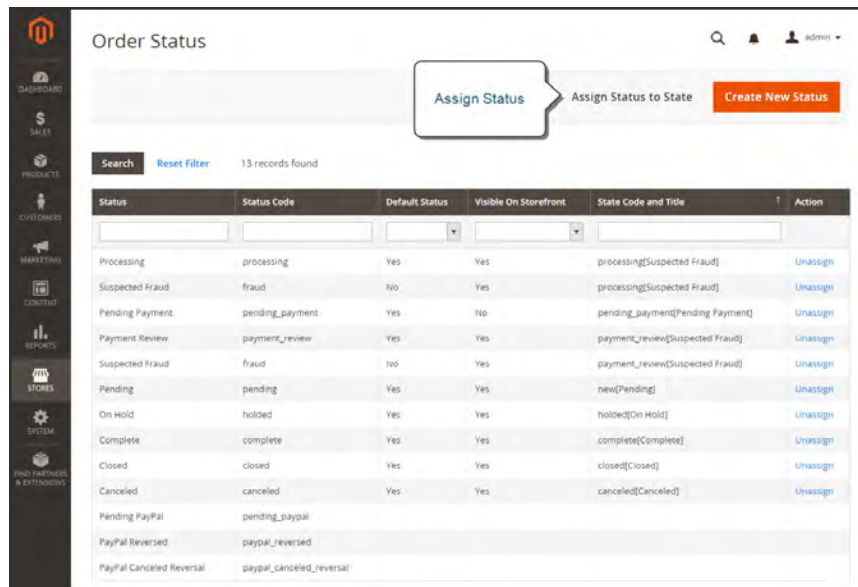 Order Status
admin
Assign Status
Assign Status to State
Create New Status
DASHBOARD
SALES
PRODUCTS
CUSTOMERS
MARKETING
CONTENT
REPORTS
STORES
SYSTEM
FIND PARTNERS
& EXTENSIONS
Search Reset Filter 13 records found
Status Status Code Default Status Visible On Storefront State Code and Title ↑ Action
Processing processing Yes Yes processing[Suspected Fraud] Unassign
Suspected Fraud fraud No Yes processing[Suspected Fraud] Unassign
Pending Payment pending_payment Yes No pending_payment[Pending Payment] Unassign
Payment Review payment_review Yes Yes payment_review[Suspected Fraud] Unassign
Suspected Fraud fraud No Yes payment_review[Suspected Fraud] Unassign
Pending pending Yes Yes new[Pending] Unassign
On Hold holded Yes Yes holded[On Hold] Unassign
Complete complete Yes Yes complete[Complete] Unassign
Closed closed Yes Yes closed[Closed] Unassign
Canceled canceled Yes Yes canceled[Canceled] Unassign
Pending PayPal pending_paypal
PayPal Reversed paypal_reversed
PayPal Canceled Reversal paypal_canceled_reversal